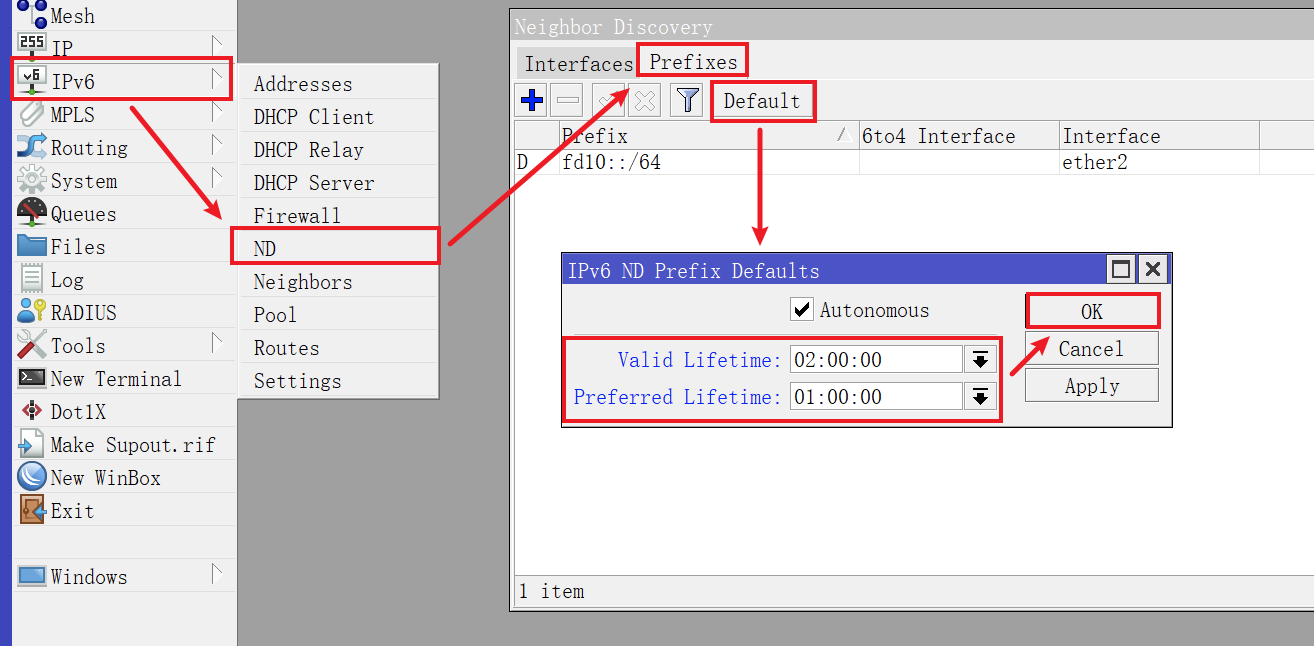 Mesh
255 IP
v6 IPv6
MPLS
Routing
System
Queues
Files
Log
RADIUS
Tools
New Terminal
Dot1X
Make Supout.rif
New WinBox
Exit
Windows
Addresses
DHCP Client
DHCP Relay
DHCP Server
Firewall
ND
Neighbors
Pool
Routes
Settings
Neighbor Discovery
Interfaces Prefixes
Default
Prefix 6to4 Interface Interface
D fd10::/64 ether2
IPv6 ND Prefix Defaults
Autonomous
Valid Lifetime: 02:00:00
Preferred Lifetime: 01:00:00
OK
Cancel
Apply
1 item